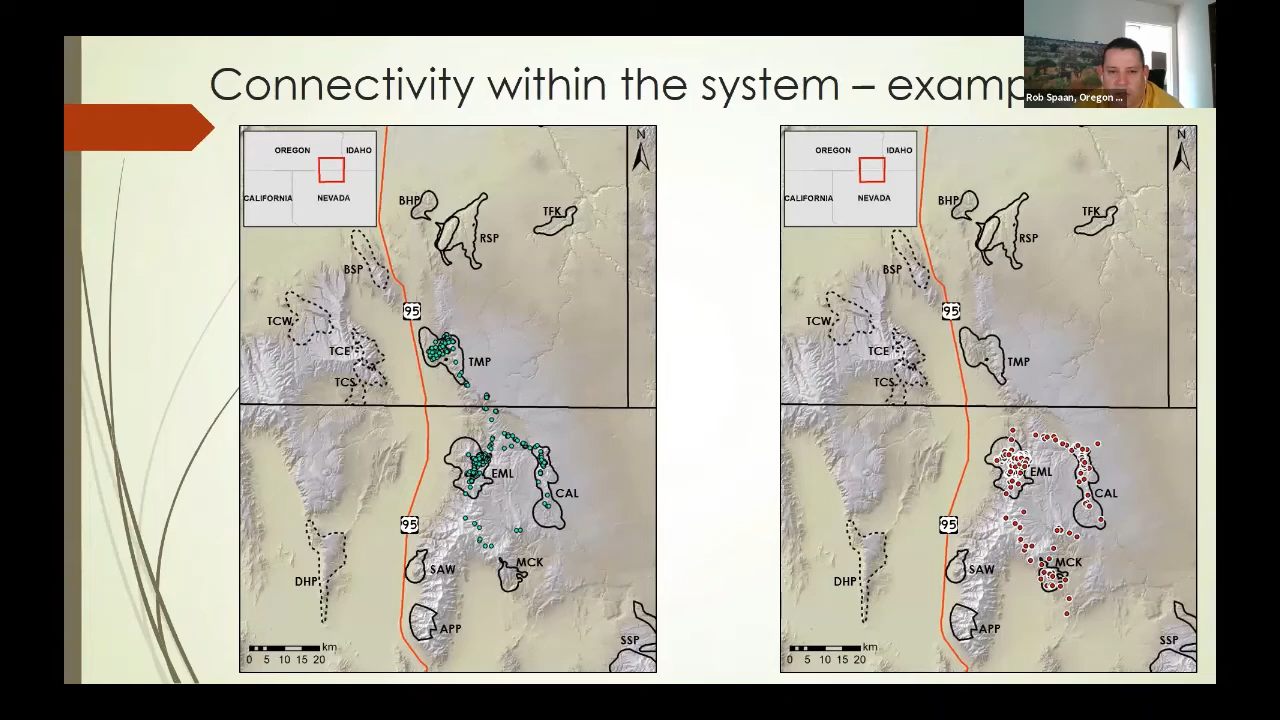 Connectivity within the system – examp
Rob Spaan, Oregon ...
OREGON
IDAHO
CALIFORNIA
NEVADA
N
BHP
TFK
RSP
BSP
95
TCW
TCE
TMP
TCS
EML
CAL
95
MCK
SAW
DHP
APP
SSP
km
0 5 10 15 20
OREGON
IDAHO
CALIFORNIA
NEVADA
N
BHP
TFK
RSP
BSP
95
TCW
TCE
TMP
TCS
EML
CAL
95
MCK
SAW
DHP
APP
SSP
km
0 5 10 15 20